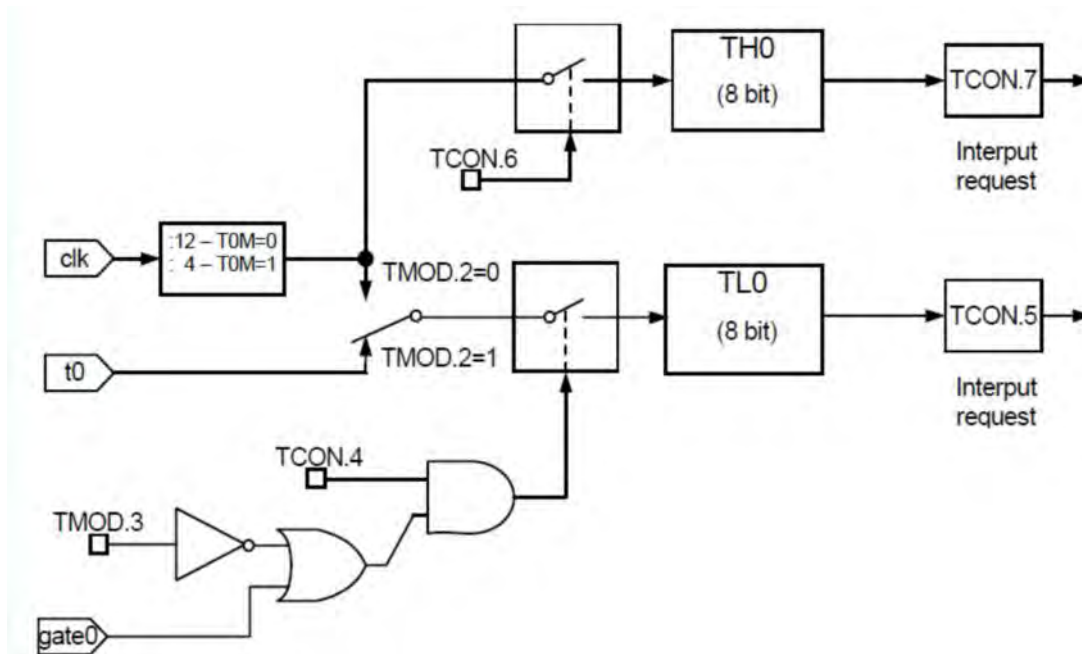 TH0
(8 bit)
TCON.7
Interput
request
TCON.6
clk
:12 – T0M=0
: 4 – T0M=1
TMOD.2=0
TL0
(8 bit)
TCON.5
Interput
request
t0
TMOD.2=1
TCON.4
TMOD.3
gate0